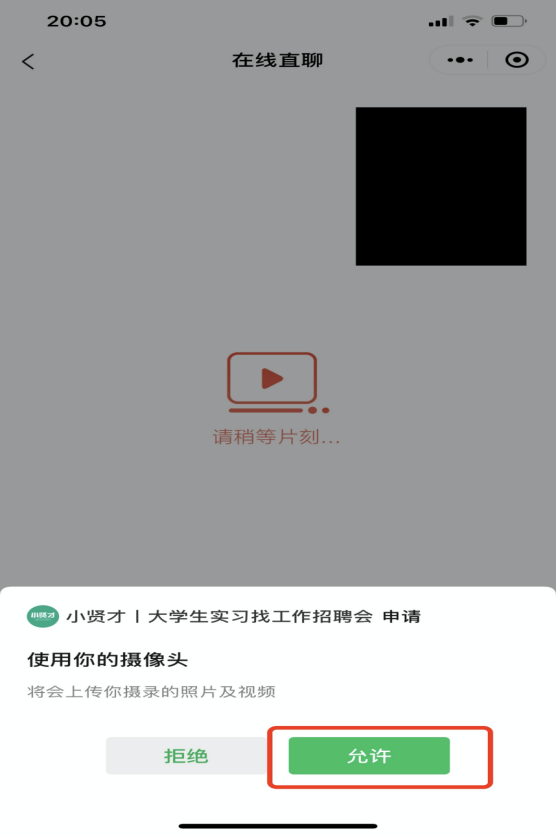 20:05
在线直聊
请稍等片刻...
小贤才 小贤才丨大学生实习找工作招聘会 申请
使用你的摄像头
将会上传你摄录的照片及视频
拒绝 允许